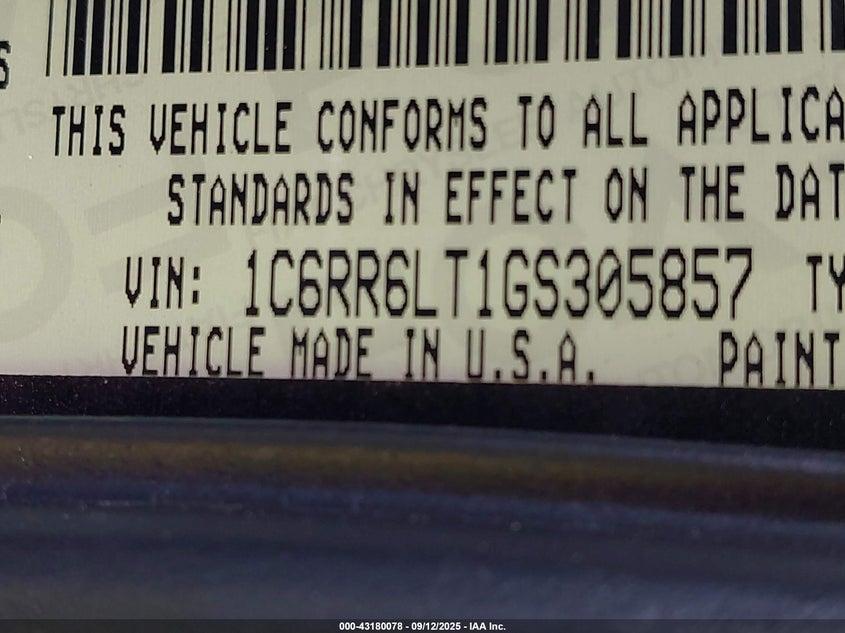 S
THIS VEHICLE CONFORMS TO ALL APPLICA
STANDARDS IN EFFECT ON THE DAT
VIN: 1C6RR6LT1GS305857 TY
VEHICLE MADE IN U.S.A. PAINT
000-43180078 - 09/12/2025 - IAA Inc.